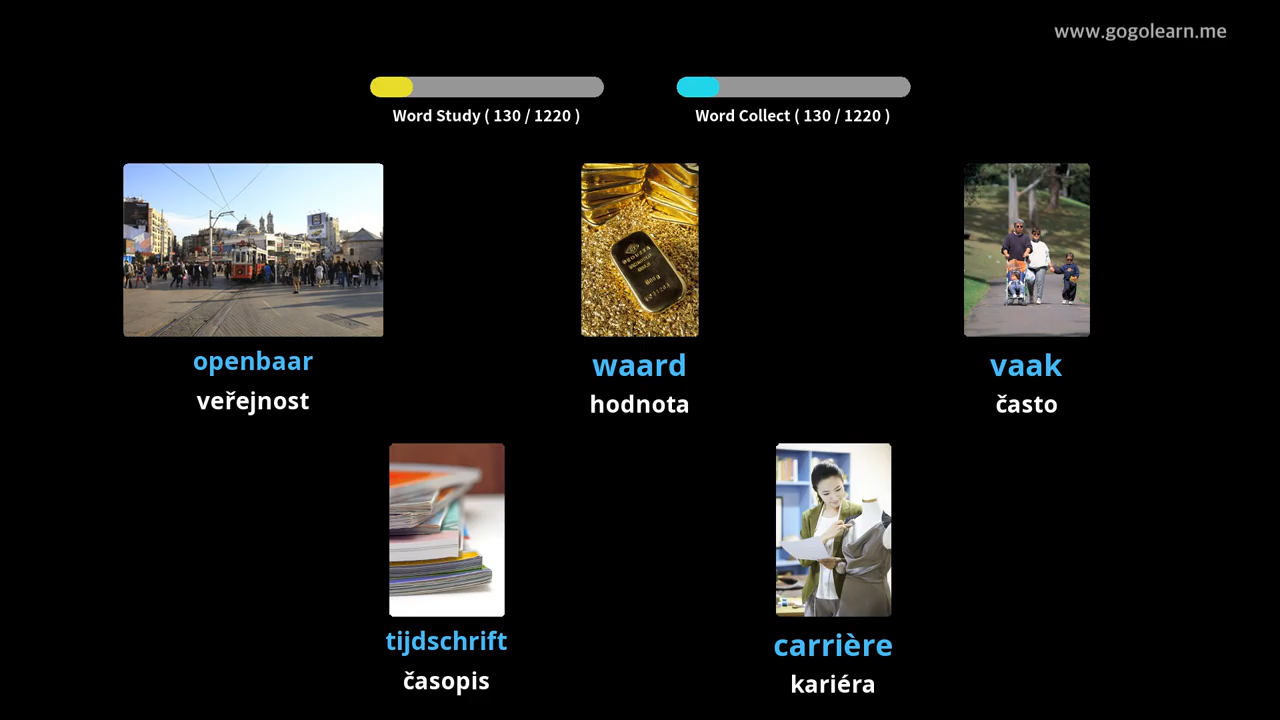 www.gogolearn.me
Word Study ( 130 / 1220 )
Word Collect ( 130 / 1220 )
openbaar
veřejnost
waard
hodnota
vaak
často
tijdschrift
časopis
carrière
kariéra